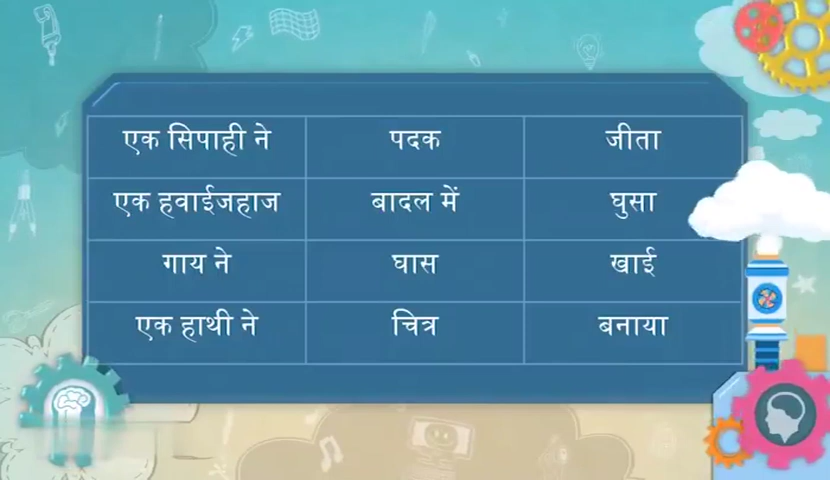 एक सिपाही ने पदक जीता
एक हवाईजहाज बादल में घुसा
गाय ने घास खाई
एक हाथी ने चित्र बनाया